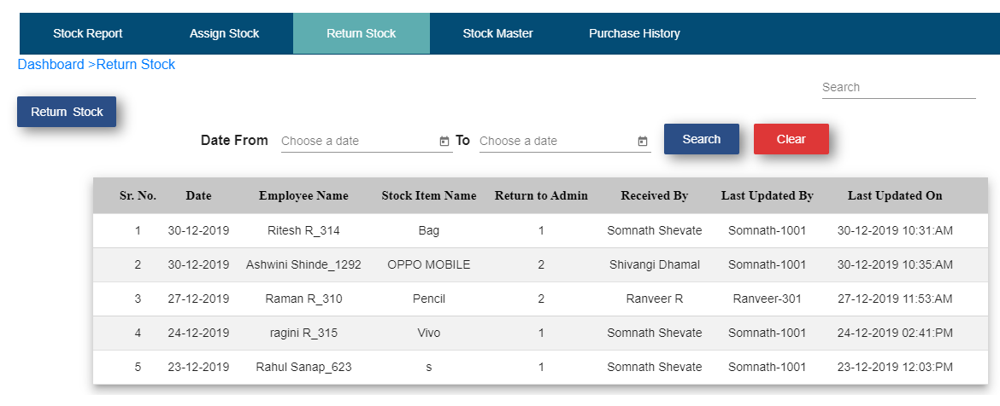 Stock Report Assign Stock Return Stock Stock Master Purchase History
Dashboard >Return Stock
Search
Return Stock
Date From Choose a date To Choose a date Search Clear
Sr. No. Date Employee Name Stock Item Name Return to Admin Received By Last Updated By Last Updated On
1 30-12-2019 Ritesh R_314 Bag 1 Somnath Shevate Somnath-1001 30-12-2019 10:31:AM
2 30-12-2019 Ashwini Shinde_1292 OPPO MOBILE 2 Shivangi Dhamal Somnath-1001 30-12-2019 10:35:AM
3 27-12-2019 Raman R_310 Pencil 2 Ranveer R Ranveer-301 27-12-2019 11:53:AM
4 24-12-2019 ragini R_315 Vivo 1 Somnath Shevate Somnath-1001 24-12-2019 02:41:PM
5 23-12-2019 Rahul Sanap_623 s 1 Somnath Shevate Somnath-1001 23-12-2019 12:03:PM